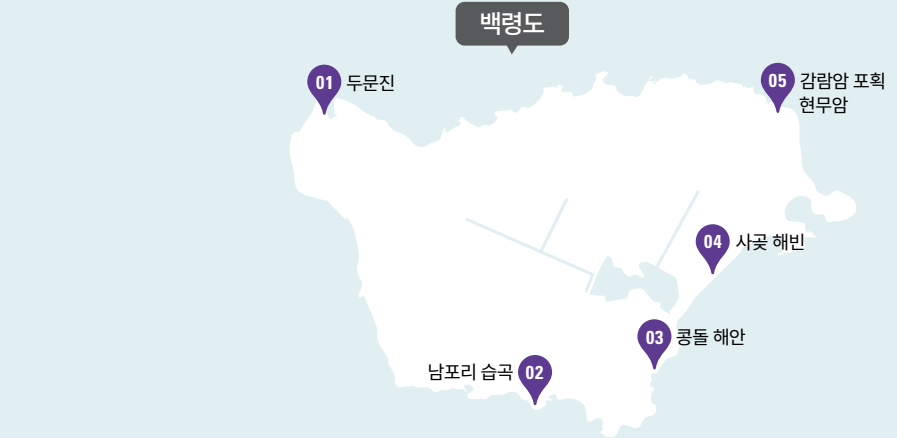 백령도
01 두문진
05 감람암 포획
현무암
04 사곶 해빈
03 콩돌 해안
남포리 습곡 02